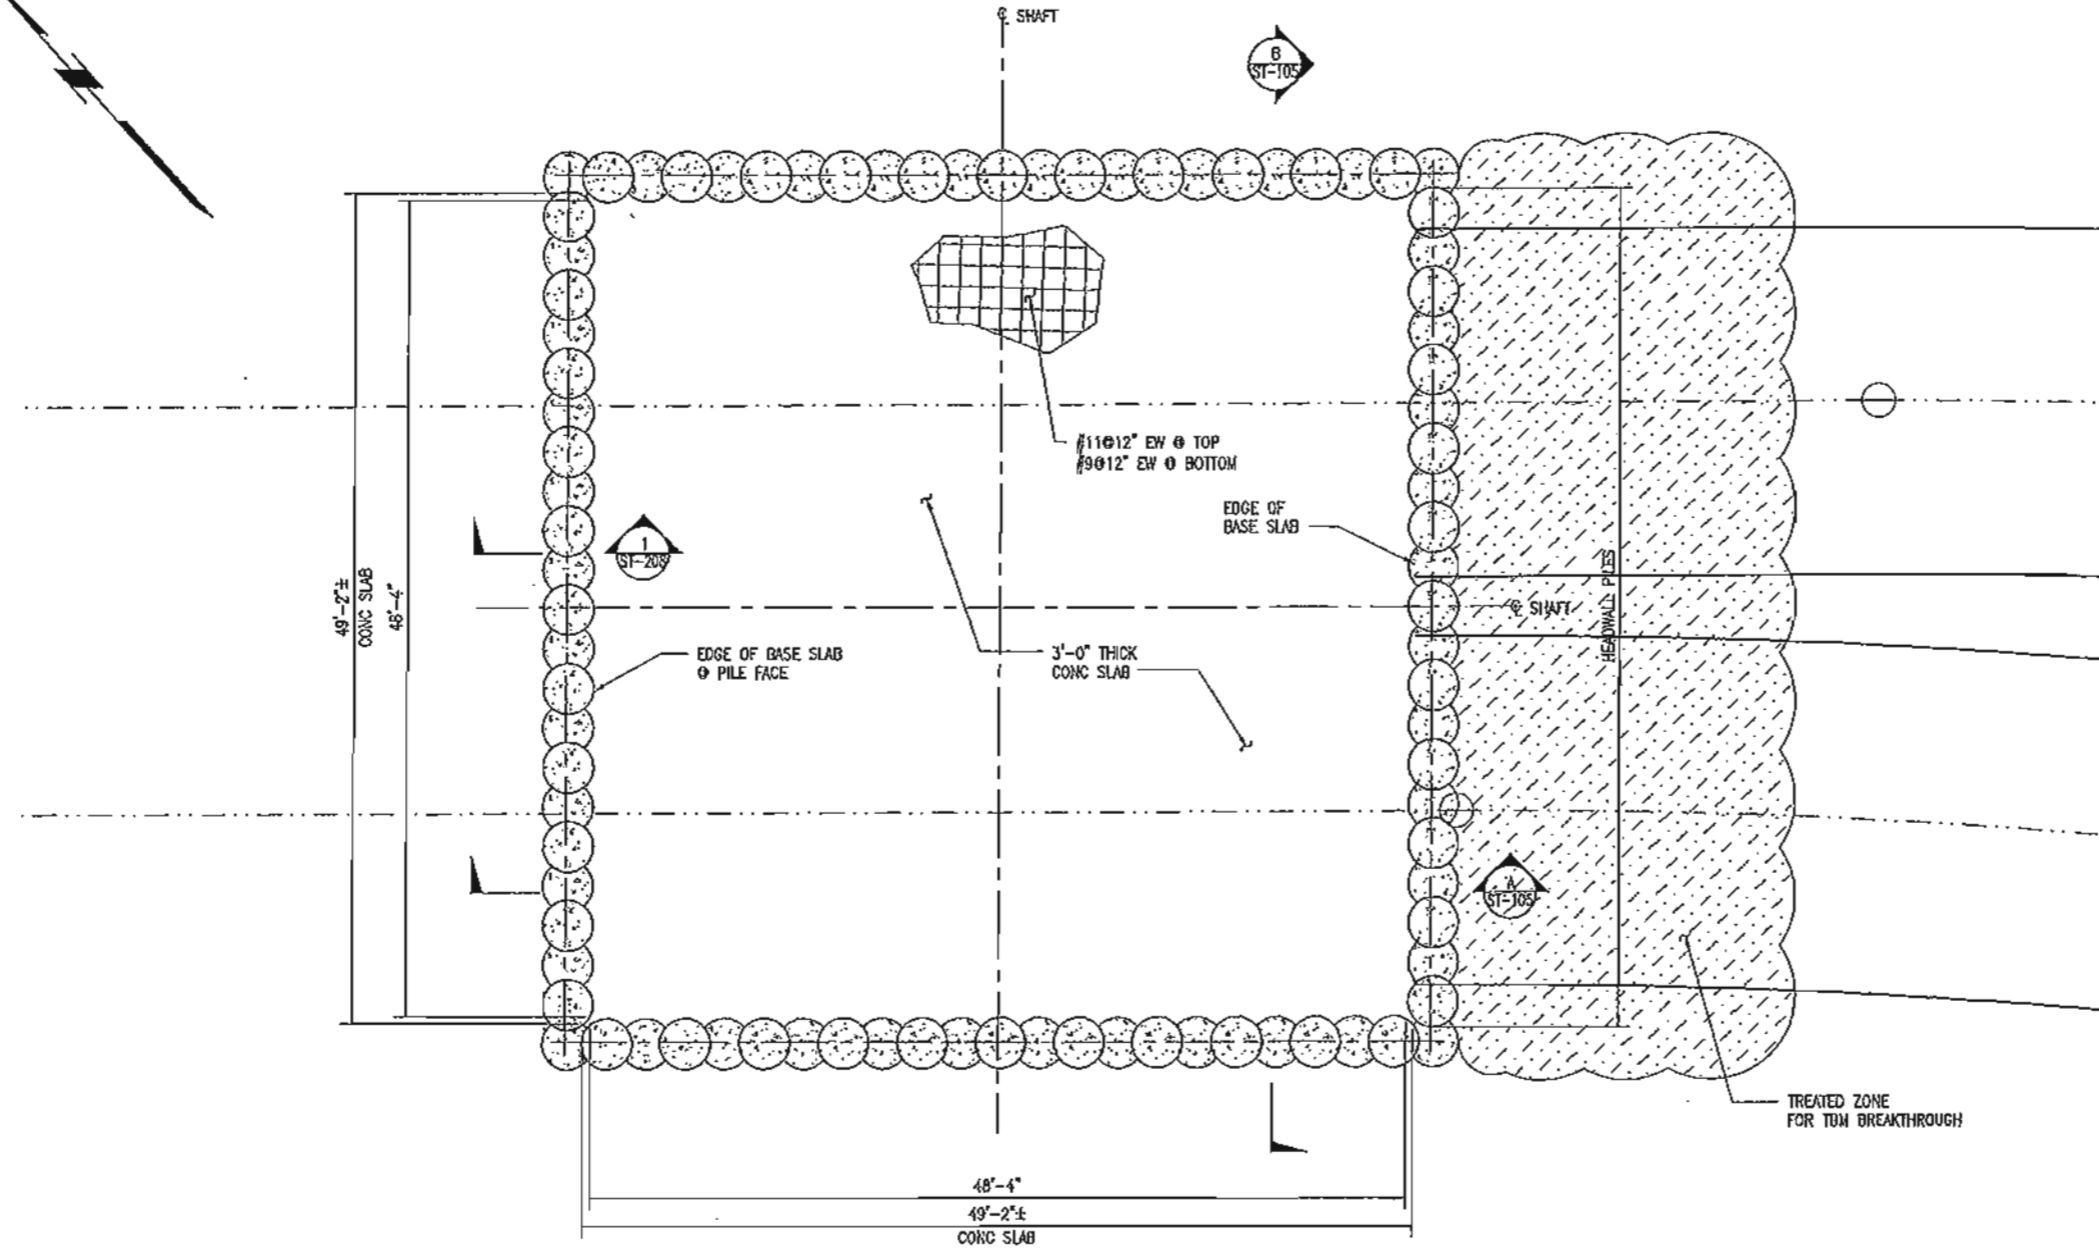 ℄ SHAFT
B
ST-105
#11@12" EW @ TOP
#9@12" EW @ BOTTOM
EDGE OF
BASE SLAB
1
ST-208
49'-2"±
CONC SLAB
48'-4"
℄ SHAFT
HEADWALL PILES
EDGE OF BASE SLAB
@ PILE FACE
3'-0" THICK
CONC SLAB
A
ST-105
TREATED ZONE
FOR TBM BREAKTHROUGH
48'-4"
49'-2"±
CONC SLAB